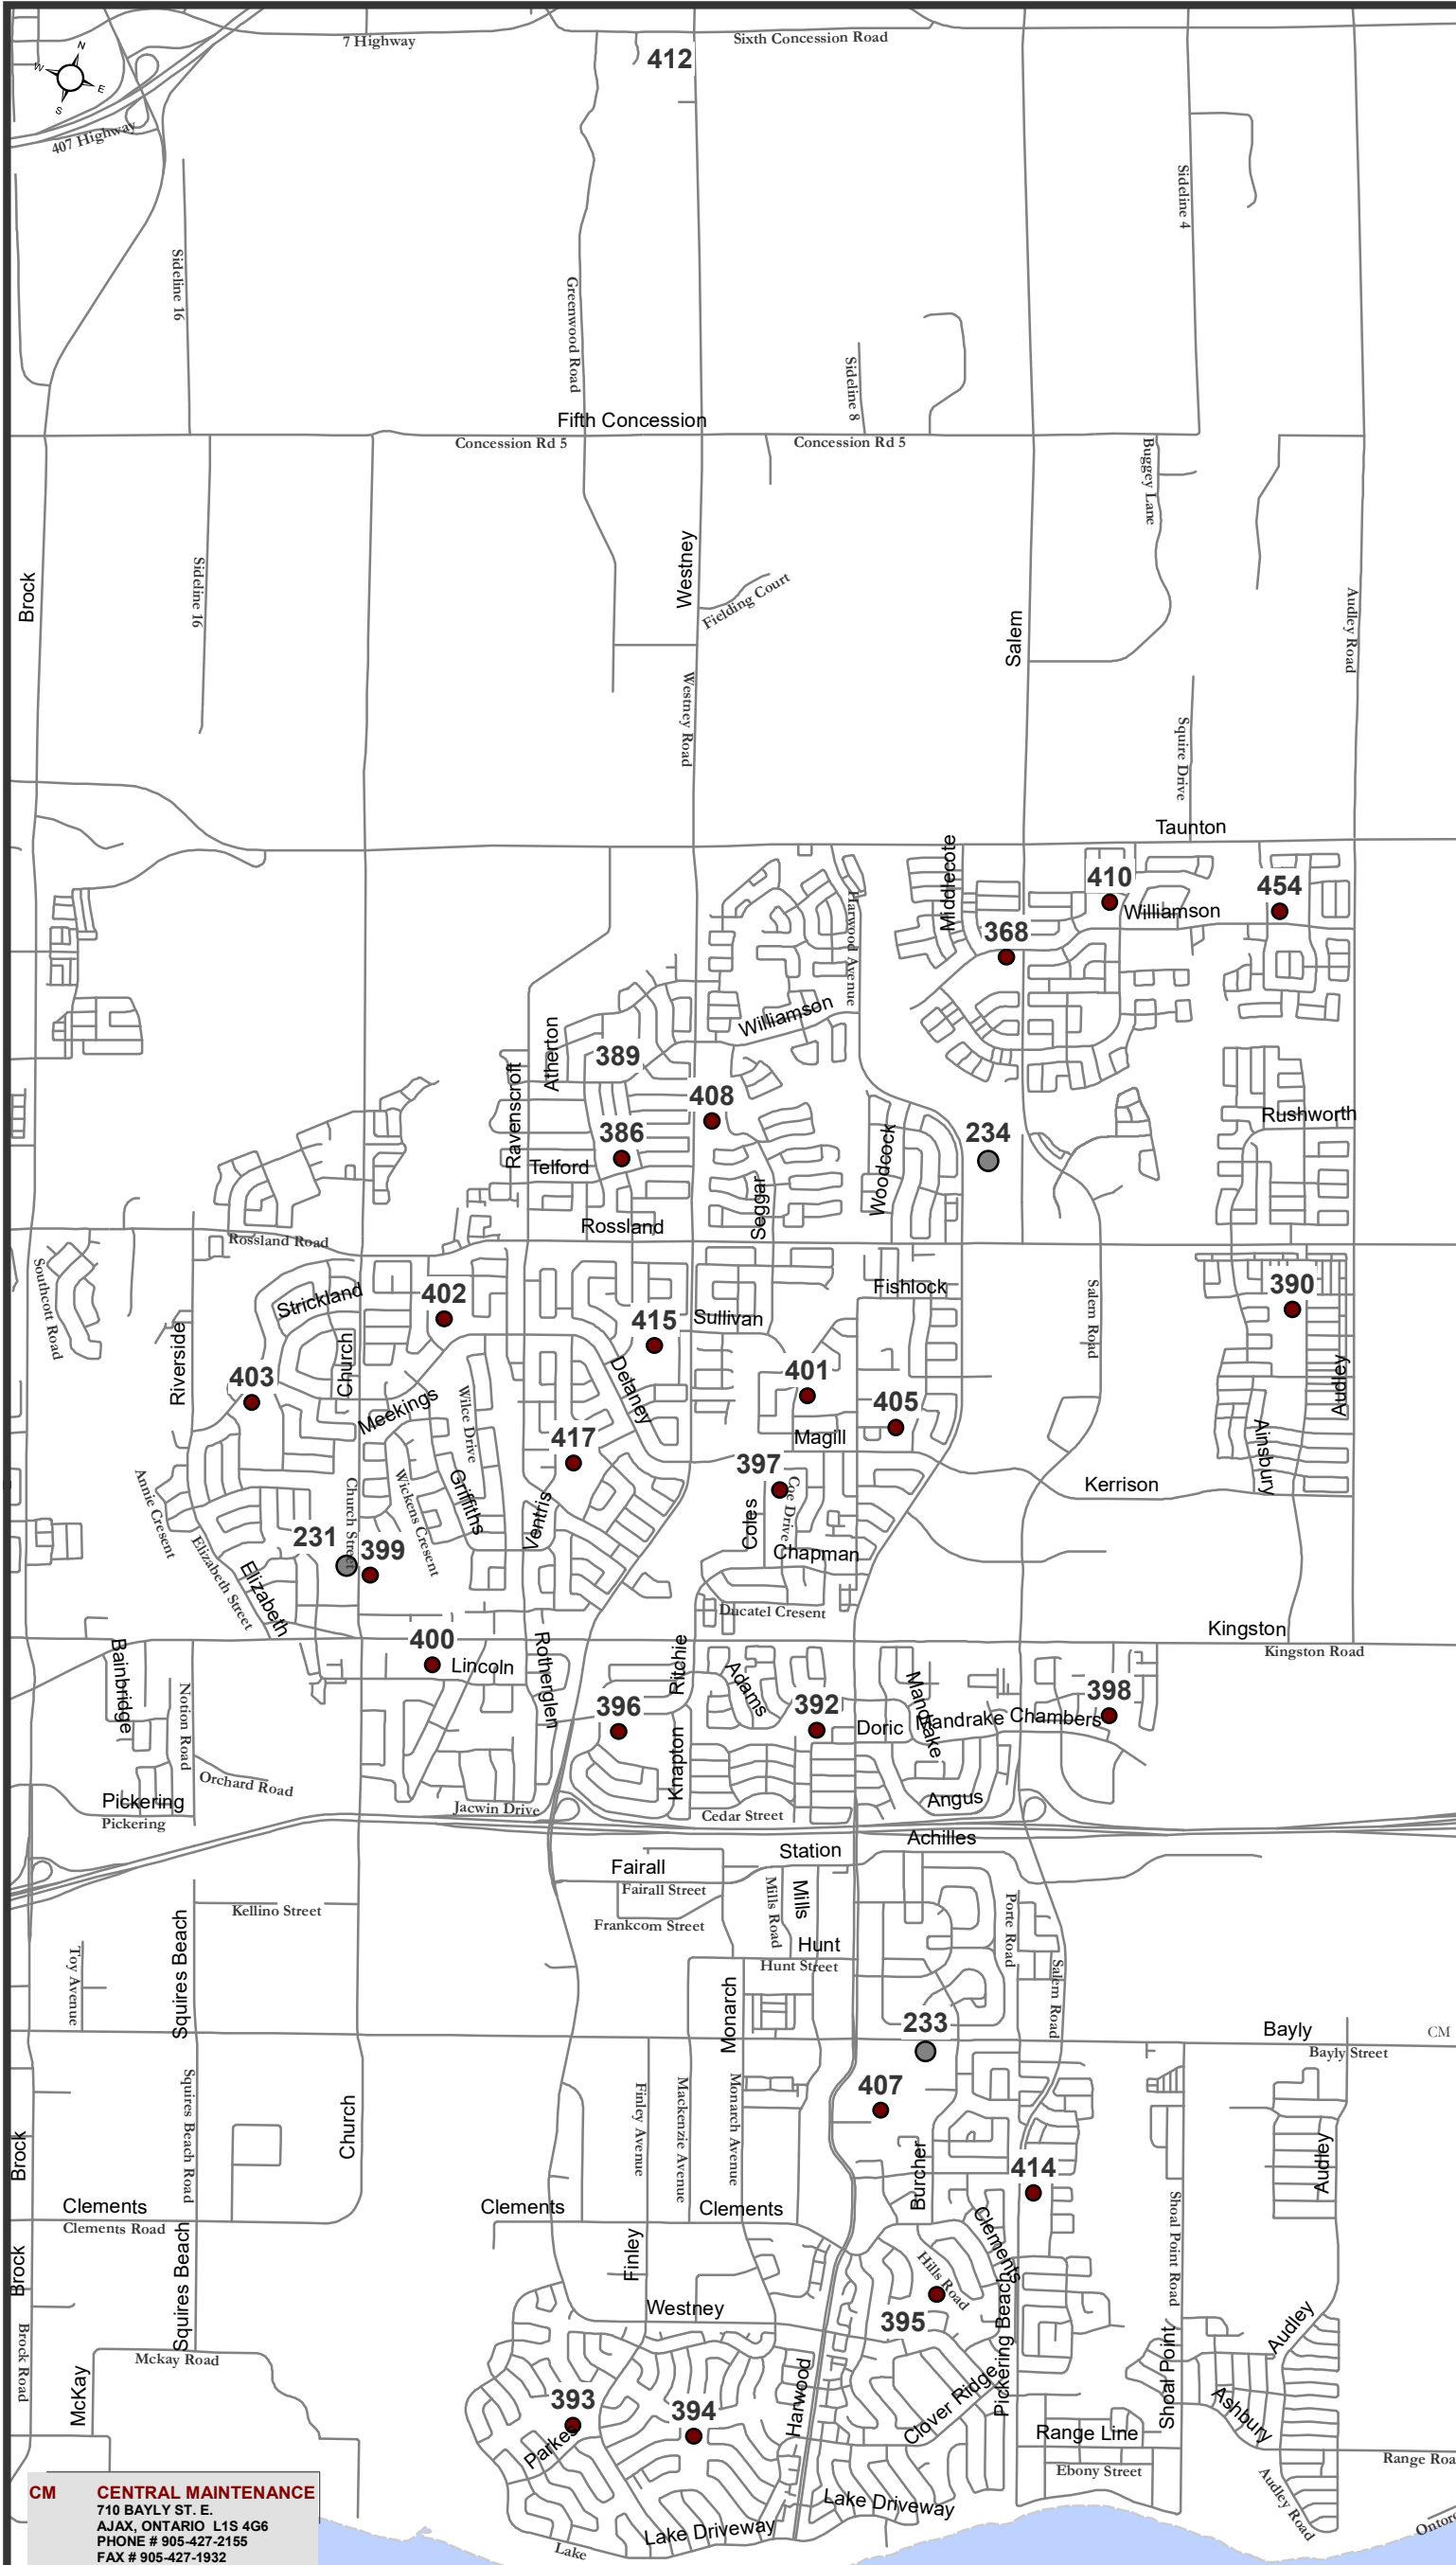 7 Highway
Sixth Concession Road
412
N
W
E
S
407 Highway
Sideline 4
Sideline 16
Greenwood Road
Sideline 8
Fifth Concession
Concession Rd 5
Concession Rd 5
Buggey Lane
Brock
Sideline 16
Westney
Fielding Court
Salem
Audley Road
Westney Road
Squire Drive
Taunton
Middlecote
410
454
Harwood Avenue
Williamson
368
Williamson
Atherton
389
Ravenscroft
408
Rushworth
386
Woodcock
234
Telford
Seggar
Rossland
Rossland Road
Southcott Road
Strickland
402
Fishlock
Salem Road
390
Sullivan
415
Riverside
Church
Delaney
Audley
403
401
Meekings
Wilce Drive
405
417
Magill
Ainsbury
397
Annie Cresent
Church Street
Wickens Cresent
Griffiths
Coe Drive
Kerrison
Ventris
Coles
231
399
Elizabeth Street
Elizabeth
Chapman
Ducatel Cresent
400
Kingston
Kingston Road
Bainbridge
Lincoln
Rotherglen
Ritchie
Adams
Mandrake
Notion Road
396
392
398
Doric
Mandrake
Chambers
Knapton
Orchard Road
Pickering
Pickering
Jacwin Drive
Cedar Street
Angus
Achilles
Station
Fairall
Fairall Street
Mills Road
Mills
Porte Road
Kellino Street
Frankcom Street
Squires Beach
Toy Avenue
Hunt
Hunt Street
Salem Road
Monarch
233
Bayly
CM
Bayly Street
Squires Beach Road
Finley Avenue
Mackenzie Avenue
Monarch Avenue
407
Church
Brock
Burcher
414
Audley
Clements
Clements Road
Clements
Clements
Clements
Shoal Point Road
Brock
Squires Beach
Finley
Hills Road
Pickering Beach
395
Westney
Audley
Brock Road
Mckay Road
McKay
Harwood
Clover Ridge
Shoal Point
Ashbury
393
394
Parkes
Range Line
Range Roa
Ebony Street
Audley Road
Lake Driveway
Lake Driveway
Lake
Ontoro
CM CENTRAL MAINTENANCE
710 BAYLY ST. E.
AJAX, ONTARIO L1S 4G6
PHONE # 905-427-2155
FAX # 905-427-1932